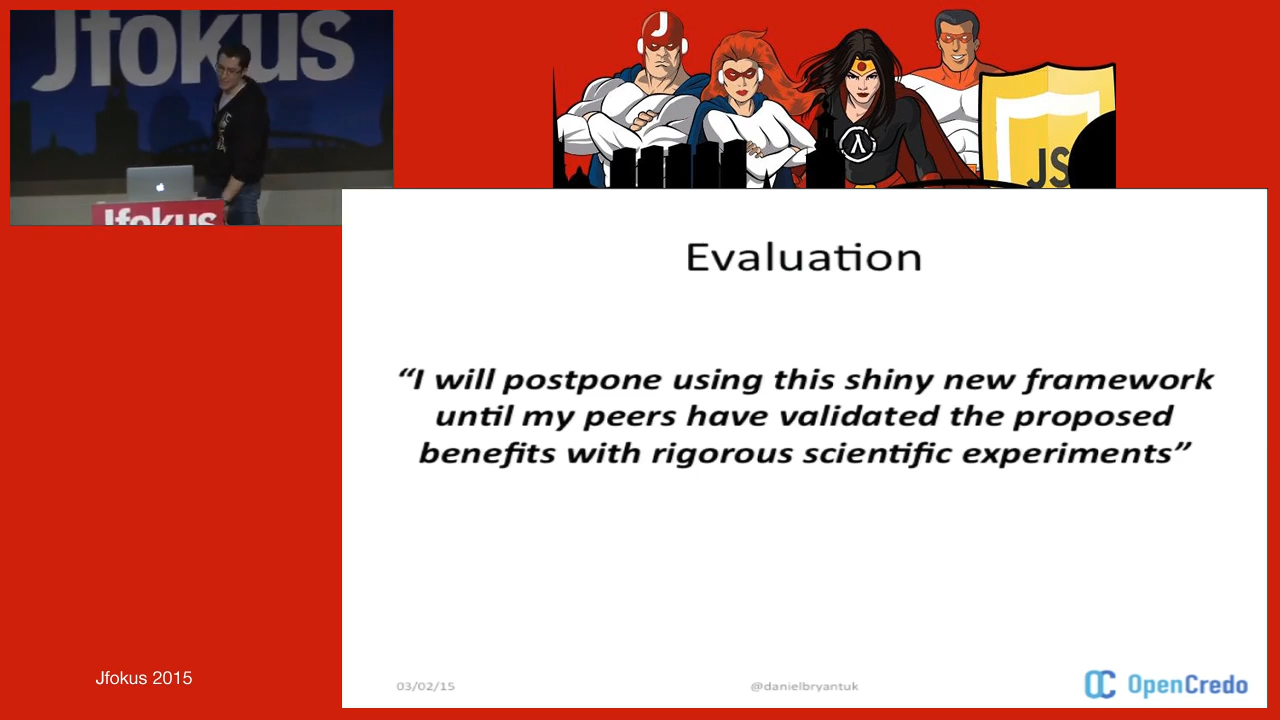 Jfokus
Jfokus
J
JS
Evaluation
“I will postpone using this shiny new framework
until my peers have validated the proposed
benefits with rigorous scientific experiments”
Jfokus 2015
03/02/15
@danielbryantuk
OpenCredo